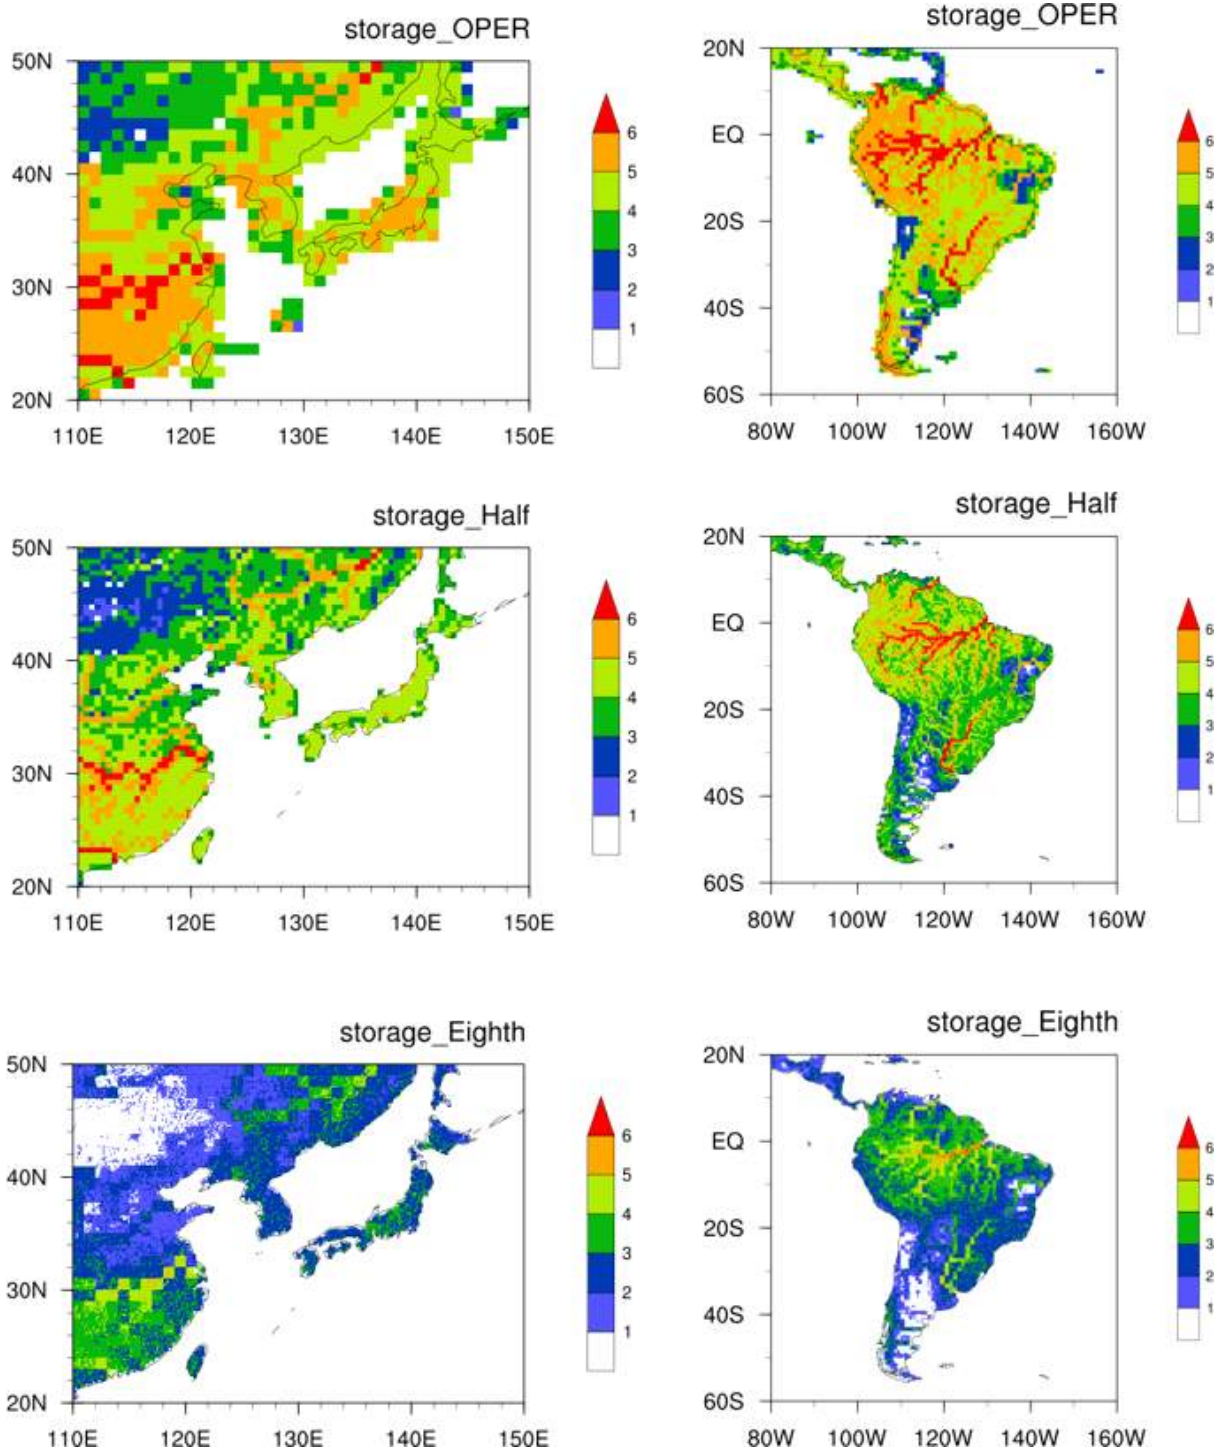 storage_OPER
50N
40N
30N
20N
110E 120E 130E 140E 150E
6
5
4
3
2
1
storage_OPER
20N
EQ
20S
40S
60S
80W 100W 120W 140W 160W
6
5
4
3
2
1
storage_Half
50N
40N
30N
20N
110E 120E 130E 140E 150E
6
5
4
3
2
1
storage_Half
20N
EQ
20S
40S
60S
80W 100W 120W 140W 160W
6
5
4
3
2
1
storage_Eighth
50N
40N
30N
20N
110E 120E 130E 140E 150E
6
5
4
3
2
1
storage_Eighth
20N
EQ
20S
40S
60S
80W 100W 120W 140W 160W
6
5
4
3
2
1